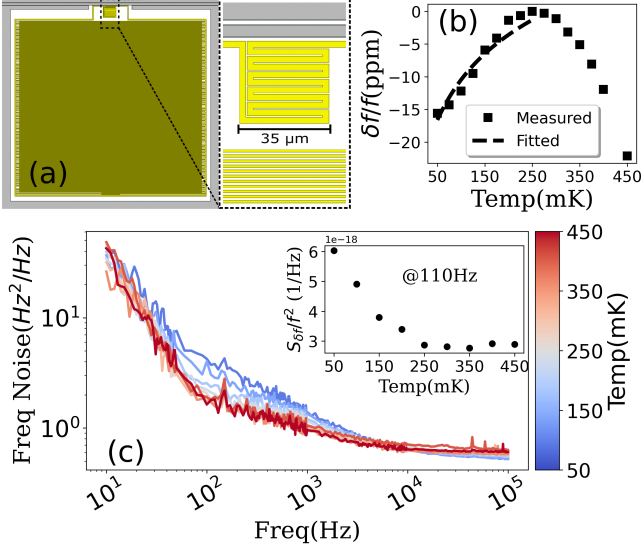 (a)
35 μm
(b)
δf/f(ppm)
0
−5
−10
−15
−20
Measured
Fitted
50 150 250 350 450
Temp(mK)
(c)
Freq Noise(Hz²/Hz)
10¹
10⁰
10¹ 10² 10³ 10⁴ 10⁵
Freq(Hz)
1e−18
S_δf/f² (1/Hz)
6
5
4
3
@110Hz
50 150 250 350 450
Temp(mK)
450
350
250
150
50
Temp(mK)